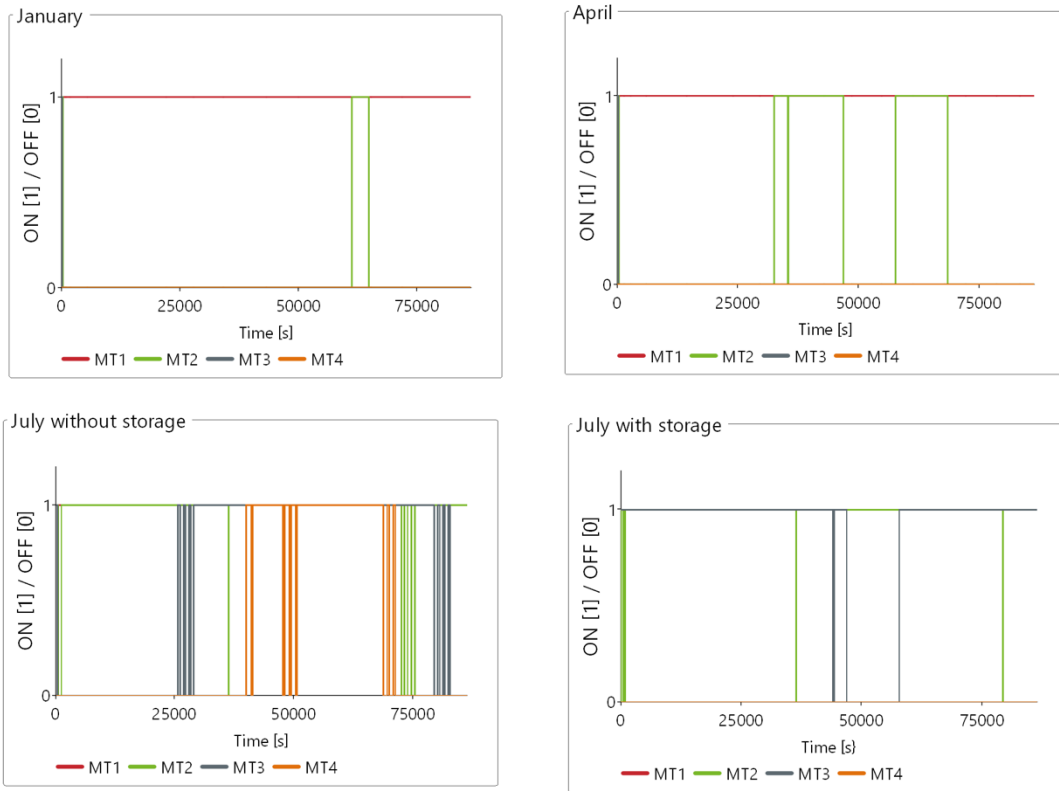 January
ON [1] / OFF [0]
1
0
0 25000 50000 75000
Time [s]
MT1 MT2 MT3 MT4
April
ON [1] / OFF [0]
1
0
0 25000 50000 75000
Time [s]
MT1 MT2 MT3 MT4
July without storage
ON [1] / OFF [0]
1
0
0 25000 50000 75000
Time [s]
MT1 MT2 MT3 MT4
July with storage
ON [1] / OFF [0]
1
0
0 25000 50000 75000
Time [s}
MT1 MT2 MT3 MT4